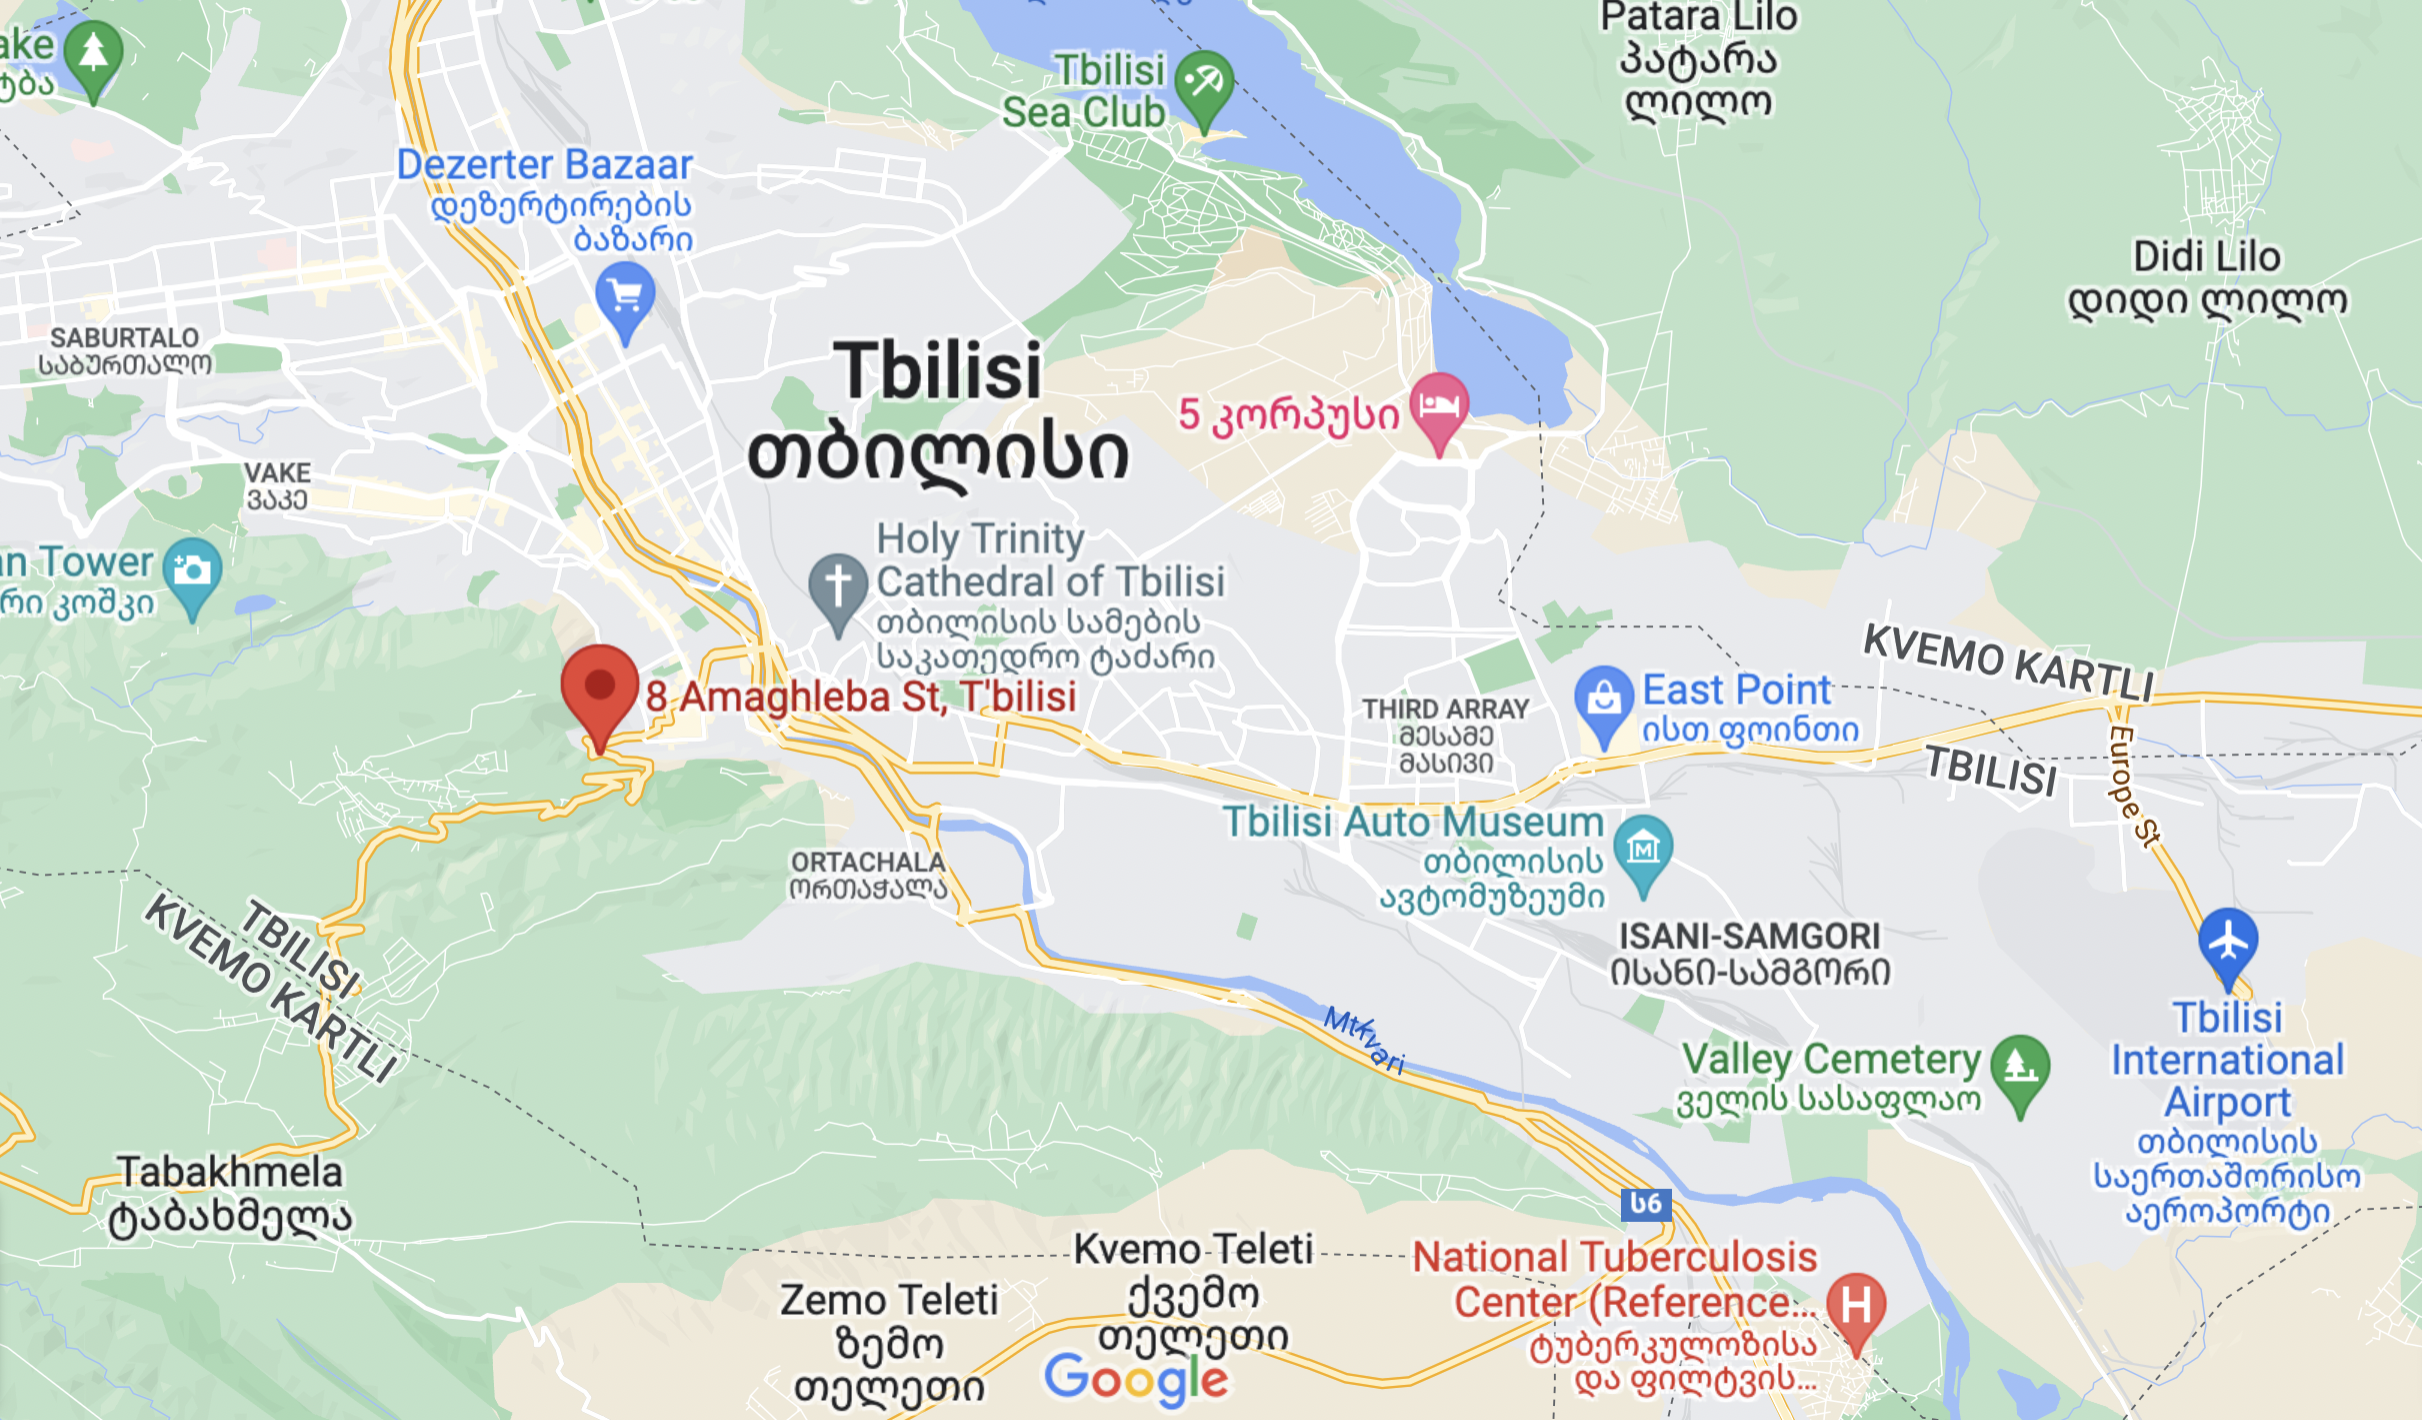 Patara Lilo
პატარა
ლილო
ake
ტბა
Tbilisi
Sea Club
Dezerter Bazaar
დეზერტირების
ბაზარი
Didi Lilo
დიდი ლილო
SABURTALO
საბურთალო
Tbilisi
თბილისი
5 კორპუსი
VAKE
ვაკე
an Tower
რი კოშკი
Holy Trinity
Cathedral of Tbilisi
თბილისის სამების
საკათედრო ტაძარი
KVEMO KARTLI
TBILISI
8 Amaghleba St, T'bilisi
THIRD ARRAY
მესამე
მასივი
East Point
ისთ ფოინთი
Europe St
Tbilisi Auto Museum
თბილისის
ავტომუზეუმი
ORTACHALA
ორთაჭალა
TBILISI
KVEMO KARTLI
ISANI-SAMGORI
ისანი-სამგორი
Mtkvari
Valley Cemetery
ველის სასაფლაო
Tbilisi
International
Airport
თბილისის
საერთაშორისო
აეროპორტი
Tabakhmela
ტაბახმელა
ს6
Kvemo Teleti
ქვემო
თელეთი
Zemo Teleti
ზემო
თელეთი
National Tuberculosis
Center (Reference...
ტუბერკულოზისა
და ფილტვის...
Google